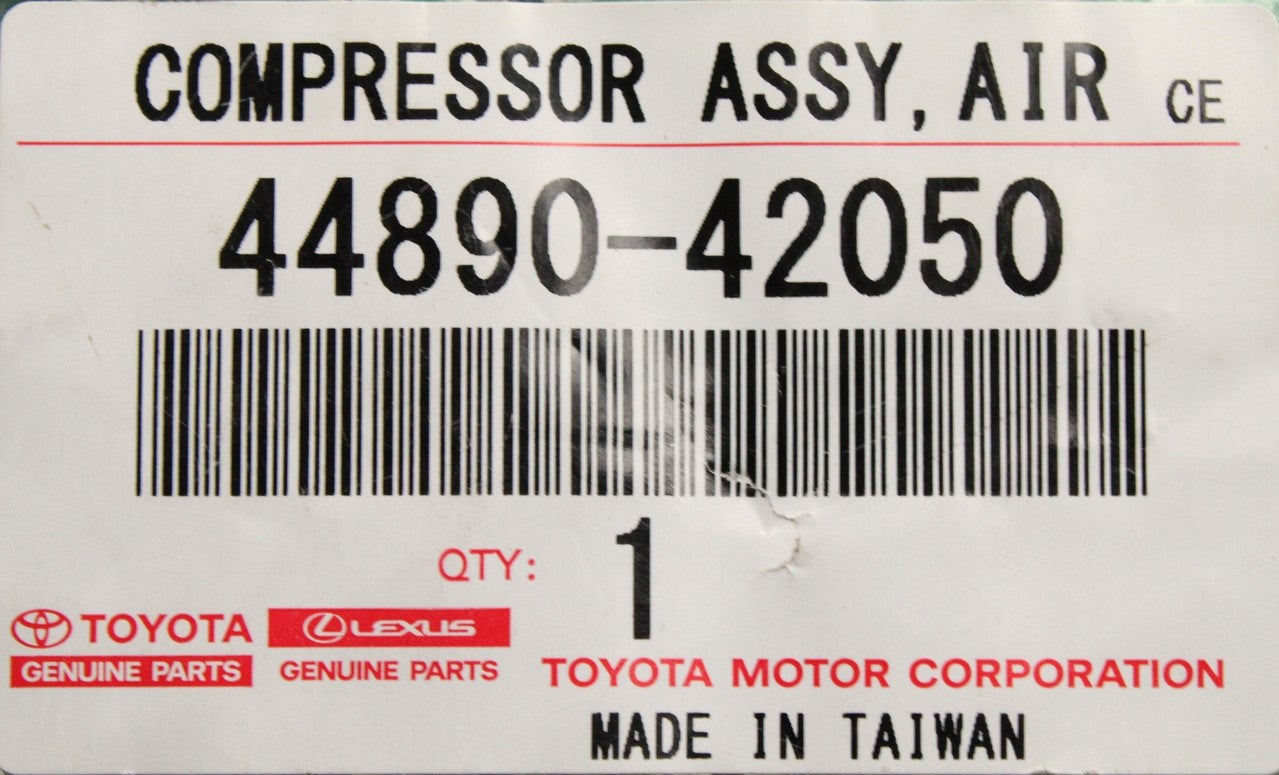 COMPRESSOR ASSY, AIR CE
44890-42050
QTY: 1
TOYOTA LEXUS
GENUINE PARTS GENUINE PARTS
TOYOTA MOTOR CORPORATION
MADE IN TAIWAN